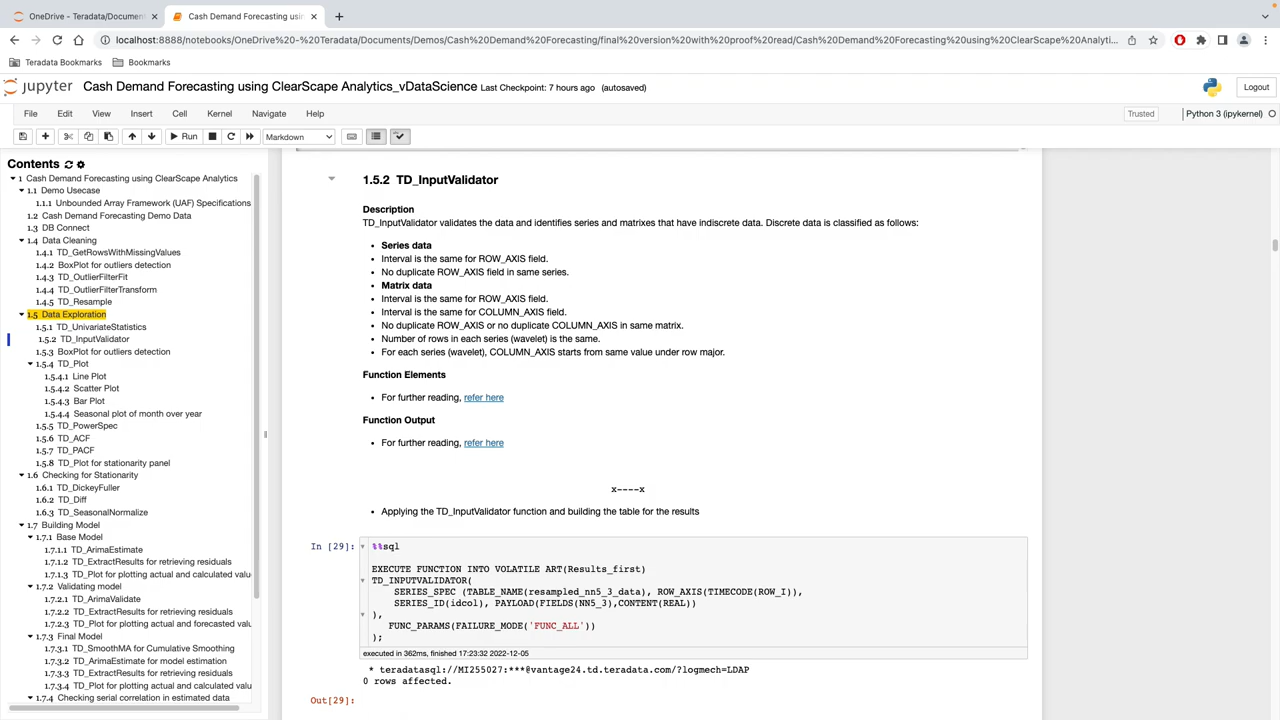 OneDrive - Teradata/Document
Cash Demand Forecasting usin
localhost:8888/notebooks/OneDrive%20-%20Teradata/Documents/Demos/Cash%20Demand%20Forecasting/final%20version%20with%20proof%20read/Cash%20Demand%20Forecasting%20using%20ClearScape%20Analyti...
Teradata Bookmarks
Bookmarks
jupyter
Cash Demand Forecasting using ClearScape Analytics_vDataScience Last Checkpoint: 7 hours ago (autosaved)
Logout
File Edit View Insert Cell Kernel Navigate Help
Trusted
Python 3 (ipykernel)
Run
Markdown
Contents
1 Cash Demand Forecasting using ClearScape Analytics
1.1 Demo Usecase
1.1.1 Unbounded Array Framework (UAF) Specifications
1.2 Cash Demand Forecasting Demo Data
1.3 DB Connect
1.4 Data Cleaning
1.4.1 TD_GetRowsWithMissingValues
1.4.2 BoxPlot for outliers detection
1.4.3 TD_OutlierFilterFit
1.4.4 TD_OutlierFilterTransform
1.4.5 TD_Resample
1.5 Data Exploration
1.5.1 TD_UnivariateStatistics
1.5.2 TD_InputValidator
1.5.3 BoxPlot for outliers detection
1.5.4 TD_Plot
1.5.4.1 Line Plot
1.5.4.2 Scatter Plot
1.5.4.3 Bar Plot
1.5.4.4 Seasonal plot of month over year
1.5.5 TD_PowerSpec
1.5.6 TD_ACF
1.5.7 TD_PACF
1.5.8 TD_Plot for stationarity panel
1.6 Checking for Stationarity
1.6.1 TD_DickeyFuller
1.6.2 TD_Diff
1.6.3 TD_SeasonalNormalize
1.7 Building Model
1.7.1 Base Model
1.7.1.1 TD_ArimaEstimate
1.7.1.2 TD_ExtractResults for retrieving residuals
1.7.1.3 TD_Plot for plotting actual and calculated valu
1.7.2 Validating model
1.7.2.1 TD_ArimaValidate
1.7.2.2 TD_ExtractResults for retrieving residuals
1.7.2.3 TD_Plot for plotting actual and forecasted valu
1.7.3 Final Model
1.7.3.1 TD_SmoothMA for Cumulative Smoothing
1.7.3.2 TD_ArimaEstimate for model estimation
1.7.3.3 TD_ExtractResults for retrieving residuals
1.7.3.4 TD_Plot for plotting actual and calculated valu
1.7.4 Checking serial correlation in estimated data
1.5.2 TD_InputValidator
Description
TD_InputValidator validates the data and identifies series and matrixes that have indiscrete data. Discrete data is classified as follows:
• Series data
• Interval is the same for ROW_AXIS field.
• No duplicate ROW_AXIS field in same series.
• Matrix data
• Interval is the same for ROW_AXIS field.
• Interval is the same for COLUMN_AXIS field.
• No duplicate ROW_AXIS or no duplicate COLUMN_AXIS in same matrix.
• Number of rows in each series (wavelet) is the same.
• For each series (wavelet), COLUMN_AXIS starts from same value under row major.
Function Elements
• For further reading, refer here
Function Output
• For further reading, refer here
x----x
• Applying the TD_InputValidator function and building the table for the results
In [29]: %%sql
EXECUTE FUNCTION INTO VOLATILE ART(Results_first)
TD_INPUTVALIDATOR(
SERIES_SPEC (TABLE_NAME(resampled_nn5_3_data), ROW_AXIS(TIMECODE(ROW_I)),
SERIES_ID(idcol), PAYLOAD(FIELDS(NN5_3),CONTENT(REAL))
),
FUNC_PARAMS(FAILURE_MODE('FUNC_ALL'))
);
executed in 362ms, finished 17:23:32 2022-12-05
* teradatasql://MI255027:***@vantage24.td.teradata.com/?logmech=LDAP
0 rows affected.
Out[29]: